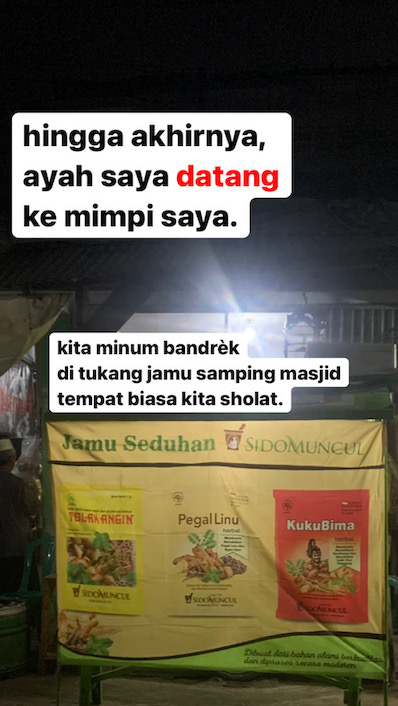 hingga akhirnya,
ayah saya datang
ke mimpi saya.
kita minum bandrèk
di tukang jamu samping masjid
tempat biasa kita sholat.
Jamu Seduhan SIDOMUNCUL
TOLAK ANGIN
Pegal Linu
herbal
KukuBima
herbal
SIDOMUNCUL
SIDOMUNCUL
SIDOMUNCUL
Dibuat dari bahan alami berkualitas
dan diproses secara modern